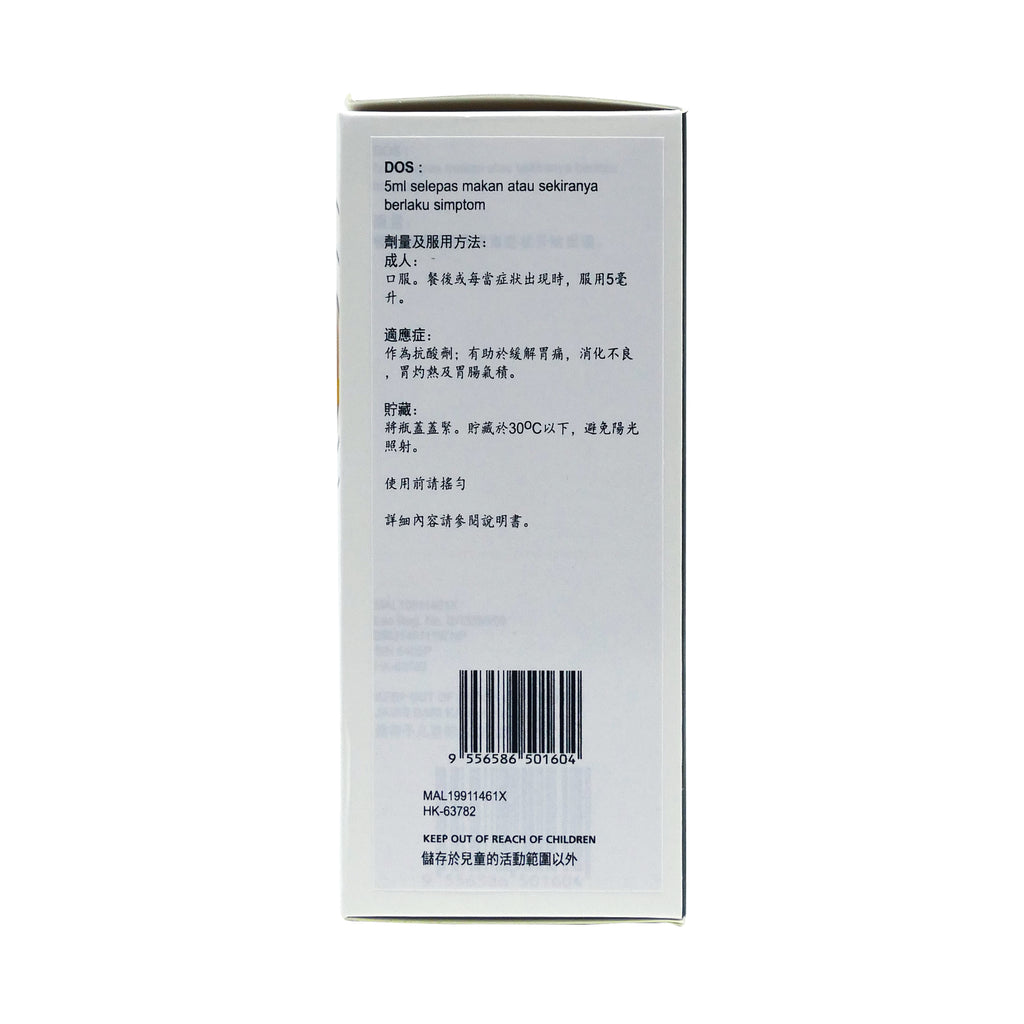 DOS :
5ml selepas makan atau sekiranya
berlaku simptom
劑量及服用方法：
成人： -
口服。餐後或每當症狀出現時，服用5毫
升。
適應症：
作為抗酸劑；有助於緩解胃痛，消化不良
，胃灼熱及胃腸氣積。
貯藏：
將瓶蓋蓋緊。貯藏於30ºC以下，避免陽光
照射。
使用前請搖勻
詳細內容請參閱說明書。
9 556586 501604
MAL19911461X
HK-63782
KEEP OUT OF REACH OF CHILDREN
儲存於兒童的活動範圍以外